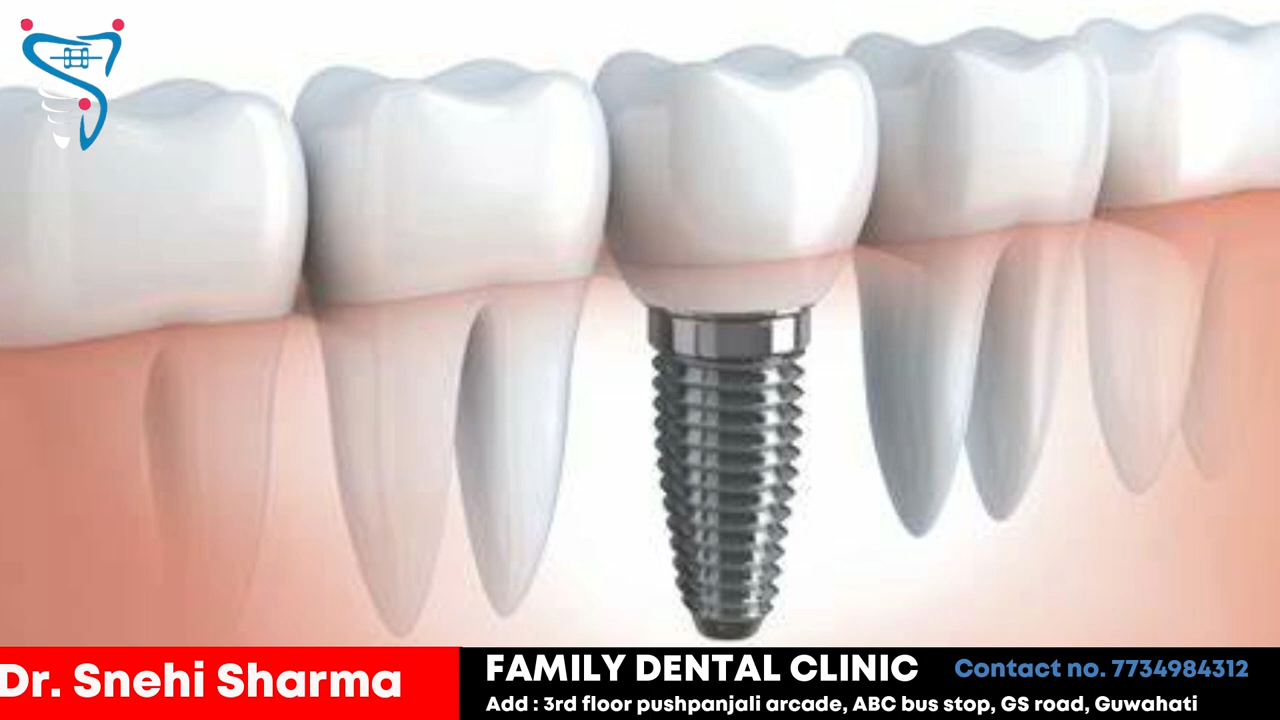 Dr. Snehi Sharma
FAMILY DENTAL CLINIC
Contact no. 7734984312
Add : 3rd floor pushpanjali arcade, ABC bus stop, GS road, Guwahati